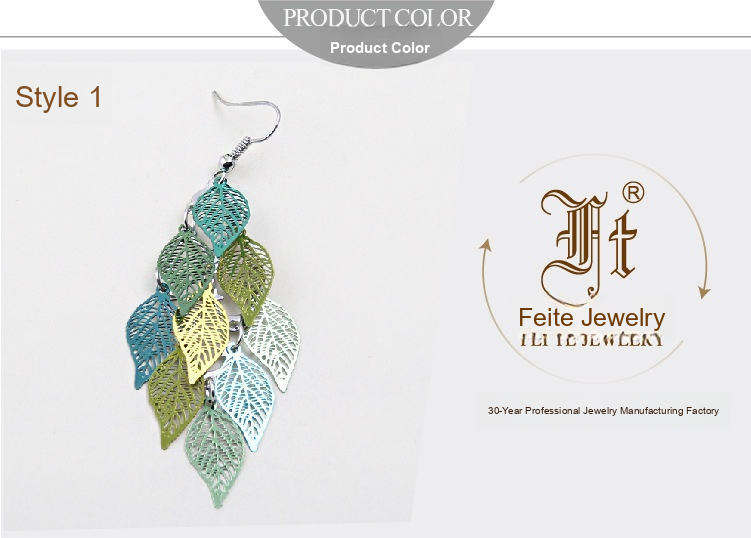 PRODUCT COLOR
Product Color
Style 1
Ft®
Feite Jewelry
30-Year Professional Jewelry Manufacturing Factory